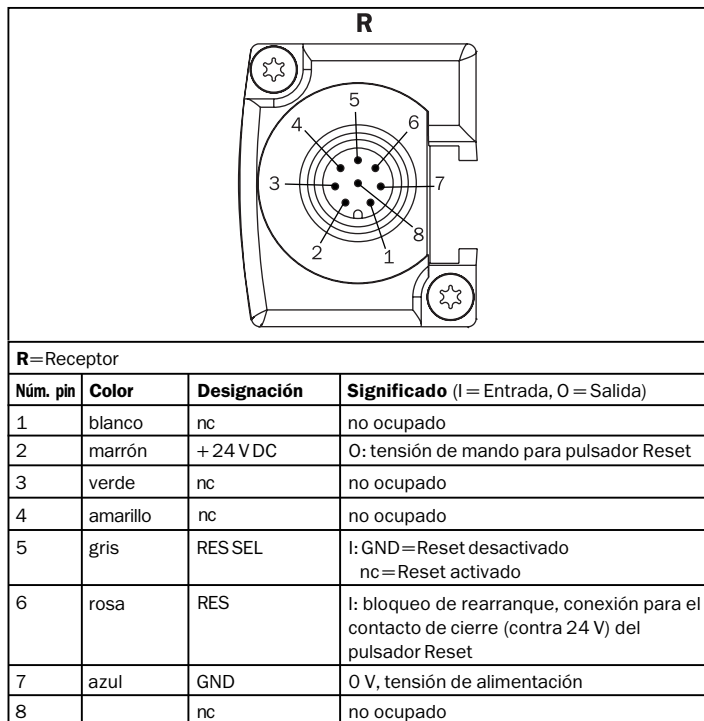 R
5
4
6
3
7
8
2
1
R=Receptor
Núm. pin Color Designación Significado (I = Entrada, O = Salida)
1 blanco nc no ocupado
2 marrón + 24 V DC O: tensión de mando para pulsador Reset
3 verde nc no ocupado
4 amarillo nc no ocupado
5 gris RES SEL I: GND=Reset desactivado
nc=Reset activado
6 rosa RES I: bloqueo de rearranque, conexión para el
contacto de cierre (contra 24 V) del
pulsador Reset
7 azul GND 0 V, tensión de alimentación
8 nc no ocupado